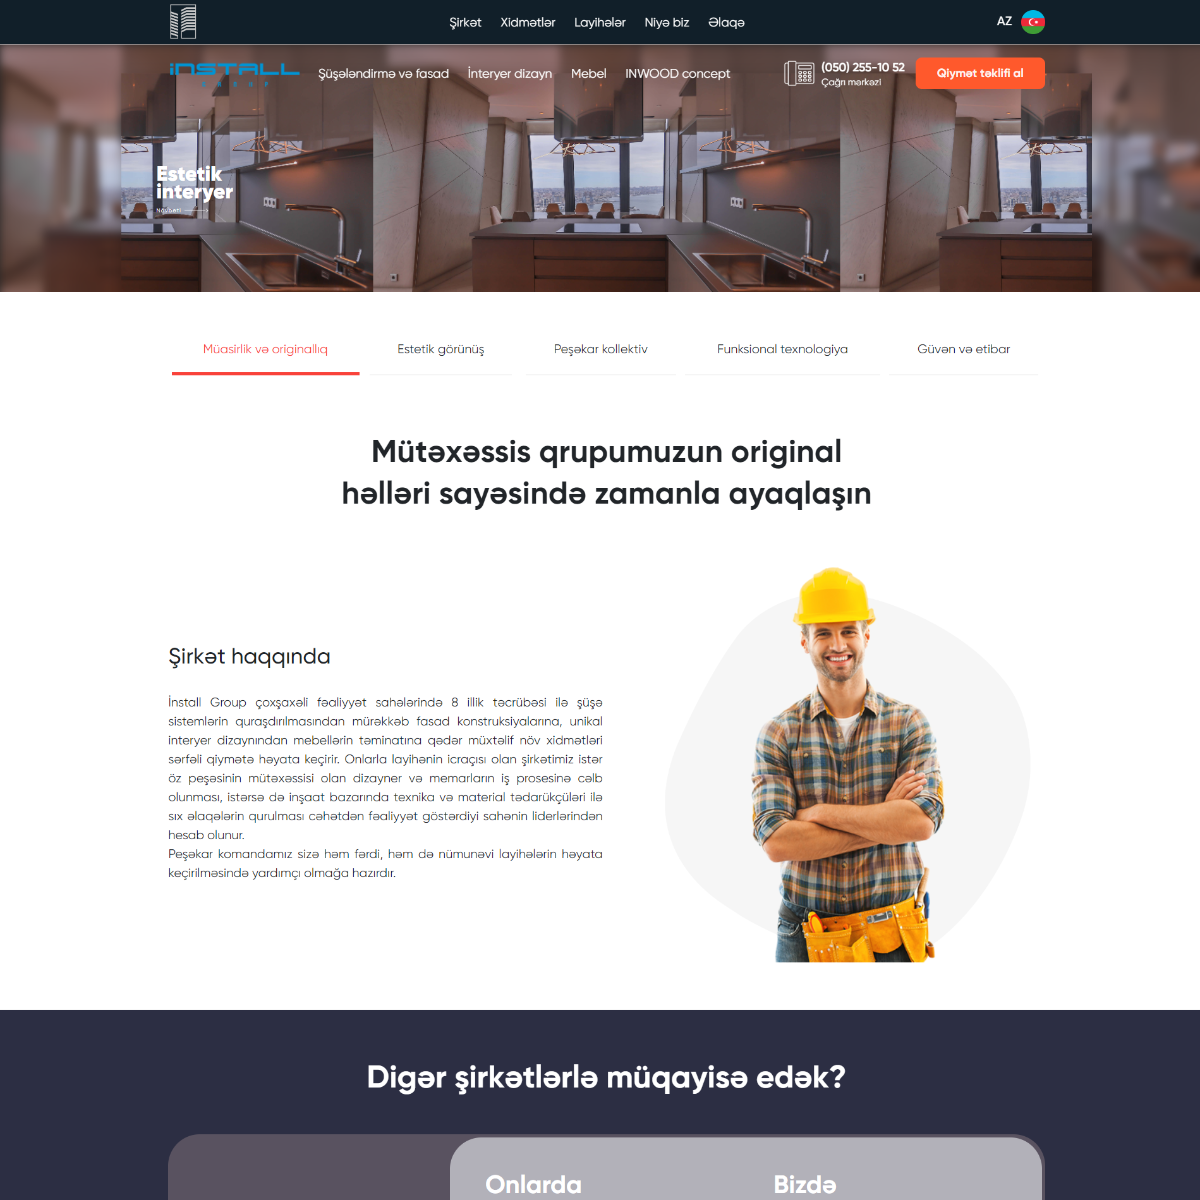 Şirkət Xidmətlər Layihələr Niyə biz Əlaqə
AZ
INSTALL
GROUP
Şüşələndirmə və fasad İnteryer dizayn Mebel INWOOD concept
(050) 255-10 52
Çağrı mərkəzi
Qiymət təklifi al
Estetik
interyer
Növbəti
Müasirlik və originallıq Estetik görünüş Peşəkar kollektiv Funksional texnologiya Güvən və etibar
Mütəxəssis qrupumuzun original
həlləri sayəsində zamanla ayaqlaşın
Şirkət haqqında
İnstall Group çoxşaxəli fəaliyyət sahələrində 8 illik təcrübəsi ilə şüşə
sistemlərin quraşdırılmasından mürəkkəb fasad konstruksiyalarına, unikal
interyer dizaynından mebellərin təminatına qədər müxtəlif növ xidmətləri
sərfəli qiymətə həyata keçirir. Onlarla layihənin icraçısı olan şirkətimiz istər
öz peşəsinin mütəxəssisi olan dizayner və memarların iş prosesinə cəlb
olunması, istərsə də inşaat bazarında texnika və material tədarükçüləri ilə
sıx əlaqələrin qurulması cəhətdən fəaliyyət göstərdiyi sahənin liderlərindən
hesab olunur.
Peşəkar komandamız sizə həm fərdi, həm də nümunəvi layihələrin həyata
keçirilməsində yardımçı olmağa hazırdır.
Digər şirkətlərlə müqayisə edək?
Onlarda Bizdə